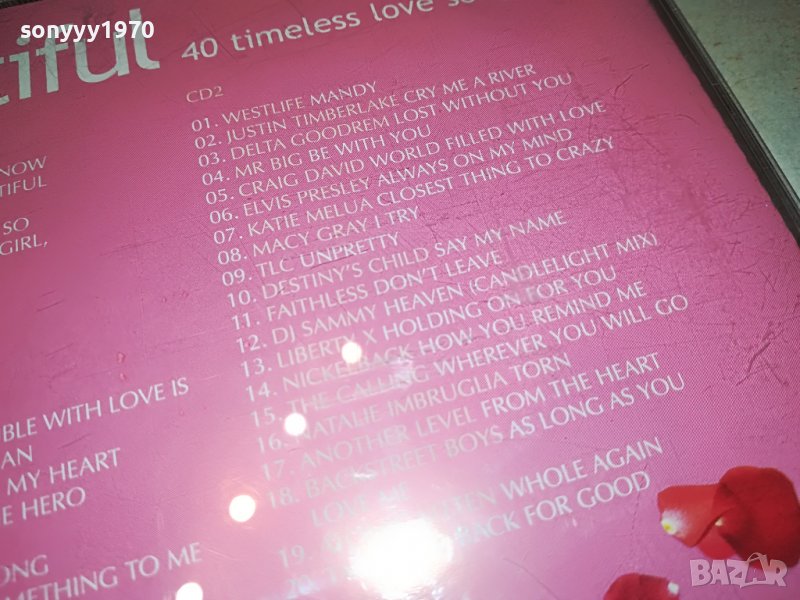 sonyyy1970
tiful 40 timeless love
CD2
01. WESTLIFE MANDY
02. JUSTIN TIMBERLAKE CRY ME A RIVER
03. DELTA GOODREM LOST WITHOUT YOU
04. MR BIG BE WITH YOU
05. CRAIG DAVID WORLD FILLED WITH LOVE
06. ELVIS PRESLEY ALWAYS ON MY MIND
07. KATIE MELUA CLOSEST THING TO CRAZY
08. MACY GRAY I TRY
09. TLC UNPRETTY
10. DESTINY'S CHILD SAY MY NAME
11. FAITHLESS DON'T LEAVE
12. DJ SAMMY HEAVEN (CANDLELIGHT MIX)
13. LIBERTY X HOLDING ON FOR YOU
14. NICKELBACK HOW YOU REMIND ME
15. THE CALLING WHEREVER YOU WILL GO
16. NATALIE IMBRUGLIA TORN
17. ANOTHER LEVEL FROM THE HEART
18. BACKSTREET BOYS AS LONG AS YOU
LOVE ME
19. WHOLE AGAIN
20. BACK FOR GOOD
NOW
TIFUL
SO
GIRL,
BLE WITH LOVE IS
AN
MY HEART
E HERO
ONG
METHING TO ME
BAZAR